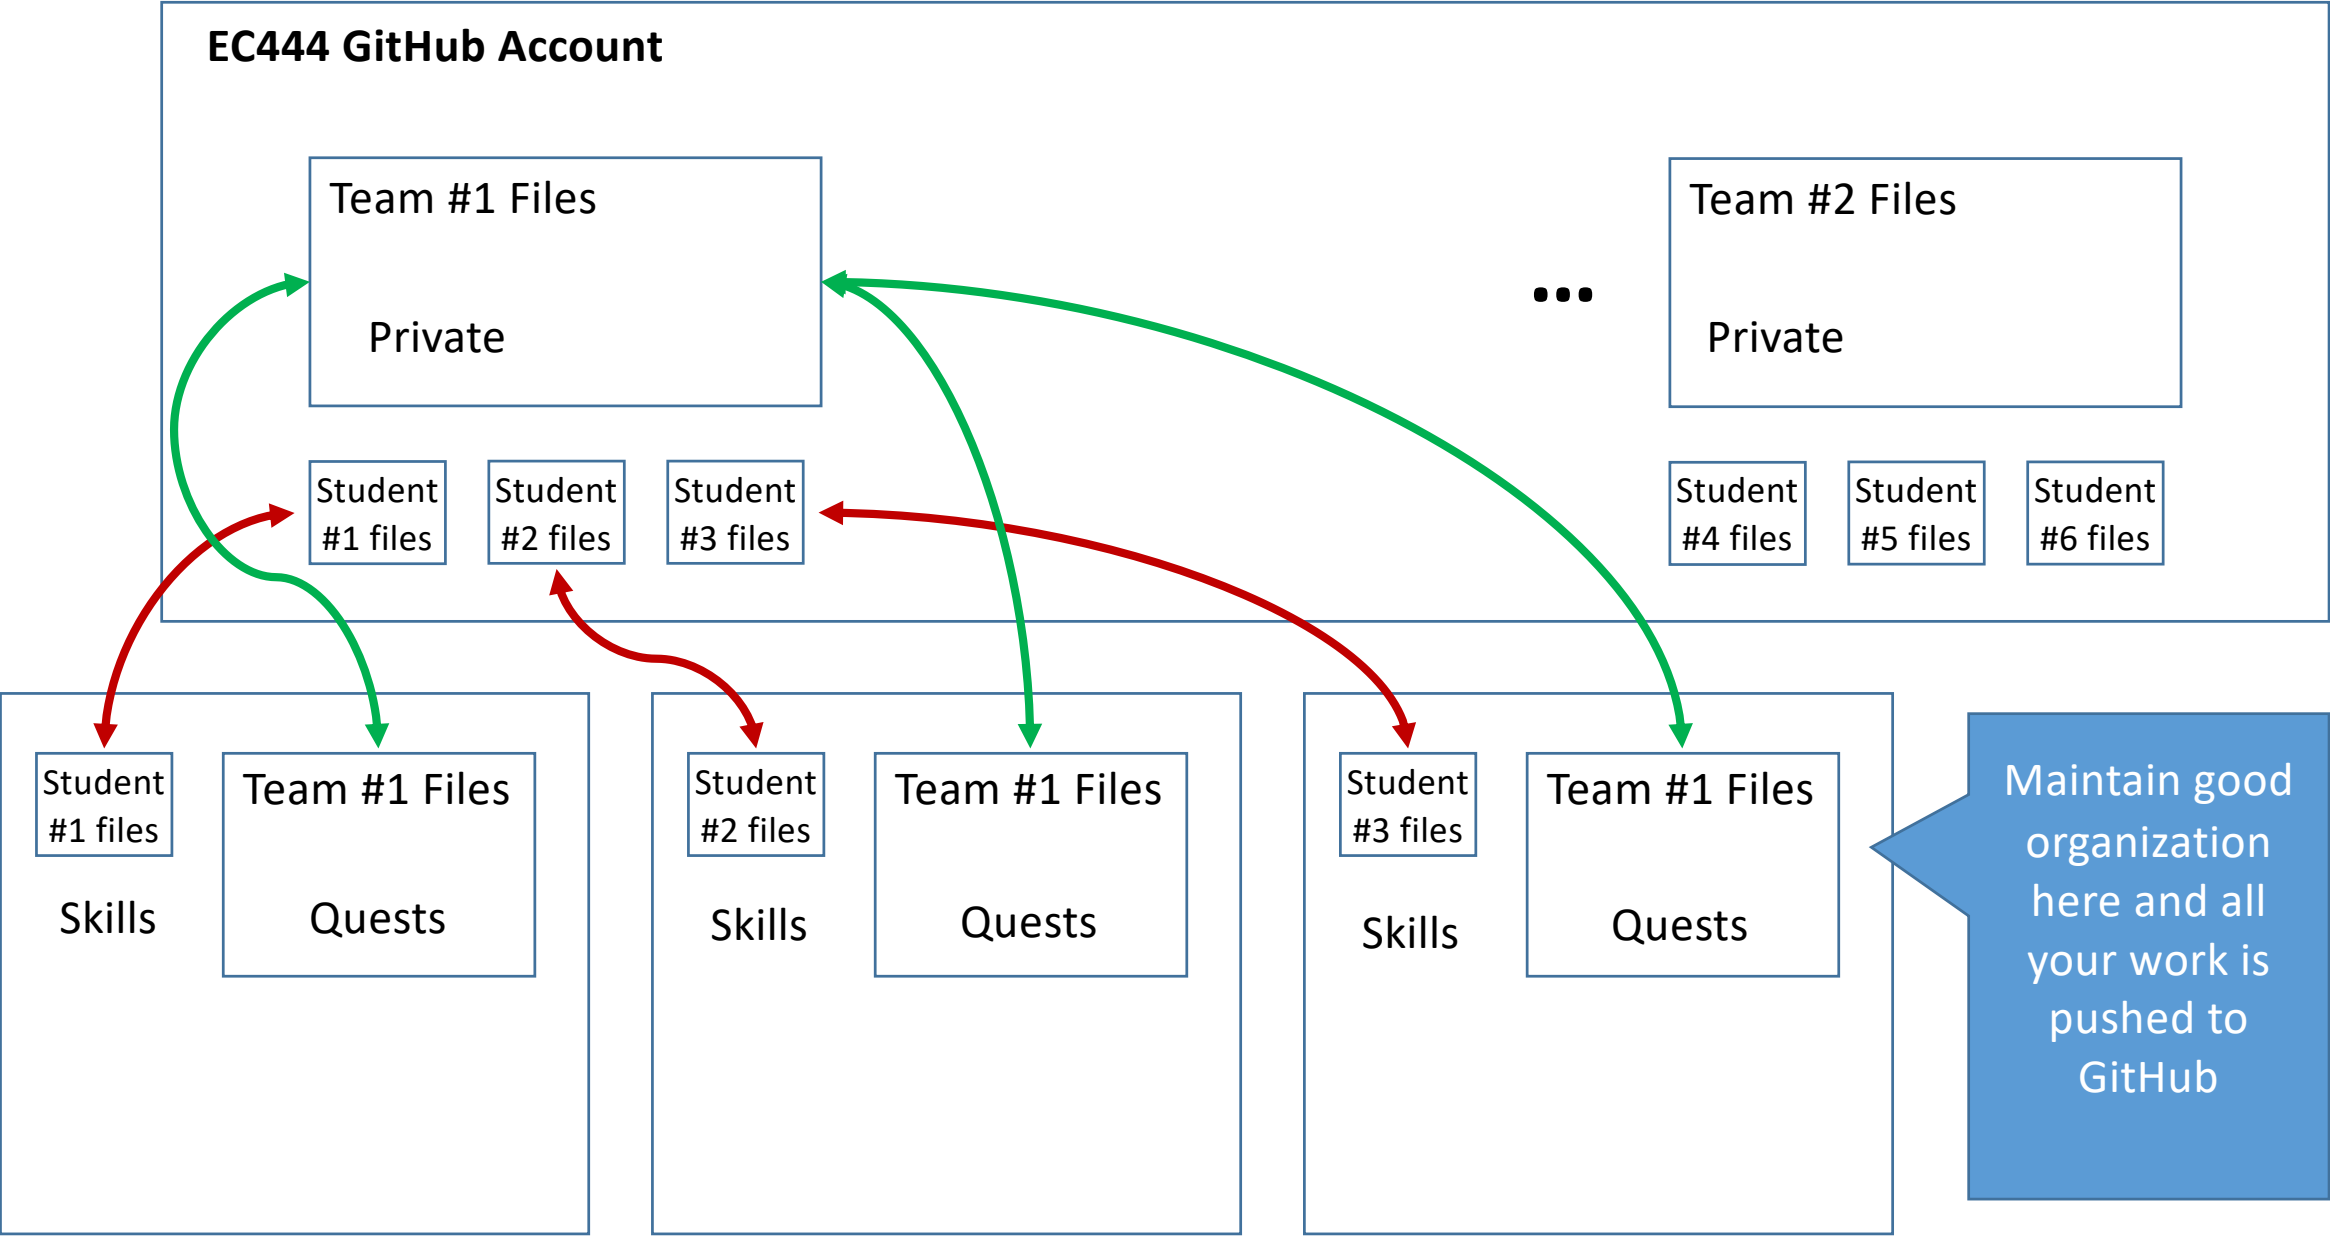 EC444 GitHub Account
Team #1 Files
Private
...
Team #2 Files
Private
Student
#1 files
Student
#2 files
Student
#3 files
Student
#4 files
Student
#5 files
Student
#6 files
Student
#1 files
Skills
Team #1 Files
Quests
Student
#2 files
Skills
Team #1 Files
Quests
Student
#3 files
Skills
Team #1 Files
Quests
Maintain good
organization
here and all
your work is
pushed to
GitHub